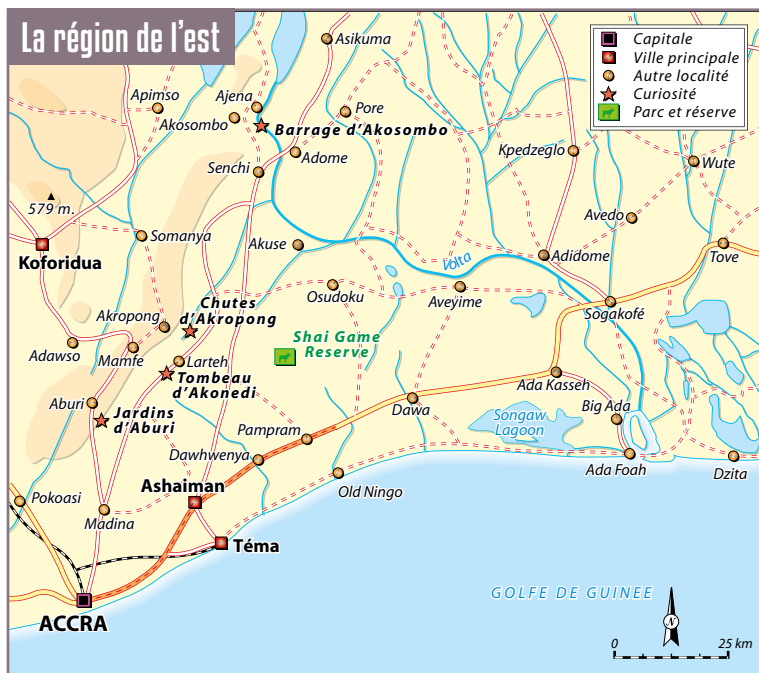 La région de l'est
Capitale
Ville principale
Autre localité
Curiosité
Parc et réserve
Asikuma
Apimso
Ajena
Pore
Akosombo
Barrage d'Akosombo
Kpedzeglo
Adome
Wute
Senchi
579 m.
Avedo
Somanya
Akuse
Koforidua
Volta
Adidome
Tove
Osudoku
Aveyime
Sogakofé
Chutes
d'Akropong
Akropong
Shai Game
Reserve
Adawso
Mamfe
Larteh
Tombeau
d'Akonedi
Ada Kasseh
Aburi
Jardins
d'Aburi
Dawa
Big Ada
Songaw
Lagoon
Pampram
Dawhwenya
Ada Foah
Dzita
Ashaiman
Old Ningo
Pokoasi
Madina
Téma
GOLFE DE GUINEE
ACCRA
N
0
25 km